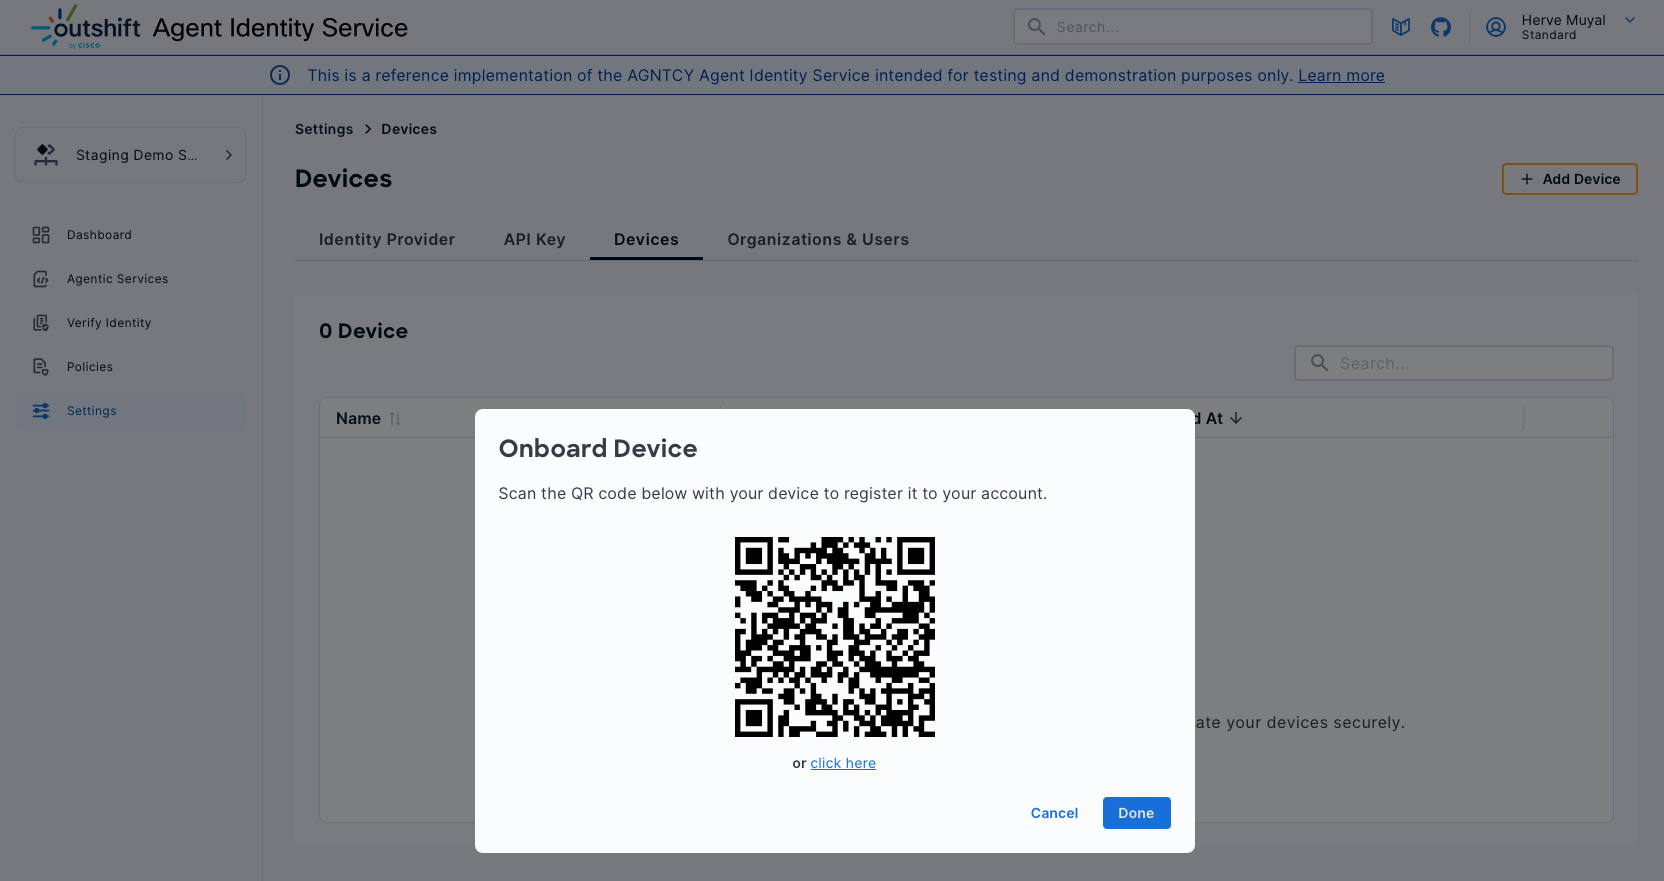 outshift
by CISCO
Agent Identity Service
Search...
Herve Muyal
Standard
This is a reference implementation of the AGNTCY Agent Identity Service intended for testing and demonstration purposes only. Learn more
Staging Demo S...
Dashboard
Agentic Services
Verify Identity
Policies
Settings
Settings > Devices
Devices
+ Add Device
Identity Provider
API Key
Devices
Organizations & Users
0 Device
Search...
Name
d At
ate your devices securely.
Onboard Device
Scan the QR code below with your device to register it to your account.
or click here
Cancel
Done